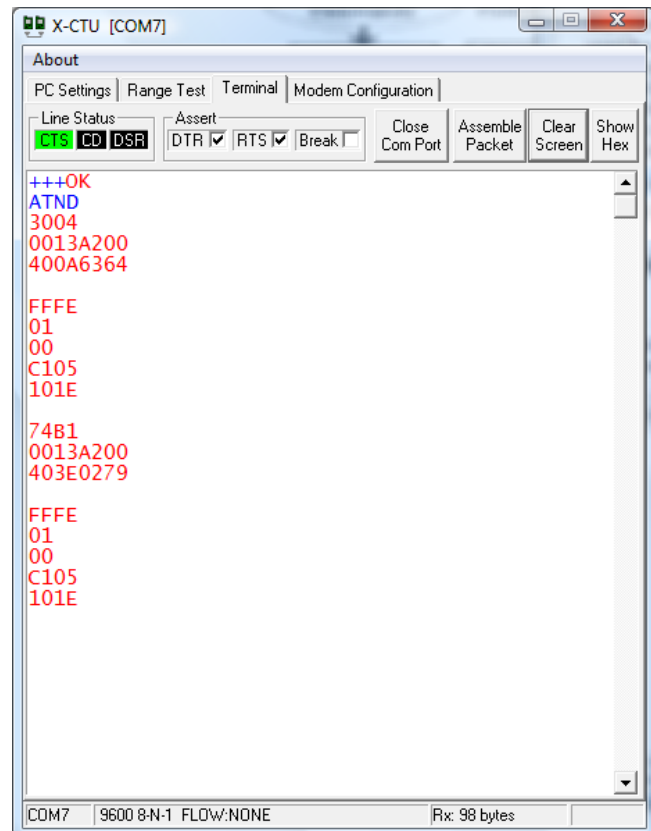 X-CTU [COM7]
About
PC Settings Range Test Terminal Modem Configuration
Line Status
CTS CD DSR
Assert
DTR RTS Break
Close Com Port
Assemble Packet
Clear Screen
Show Hex
+++OK
ATND
3004
0013A200
400A6364
FFFE
01
00
C105
101E
74B1
0013A200
403E0279
FFFE
01
00
C105
101E
COM7 9600 8-N-1 FLOW:NONE Rx: 98 bytes